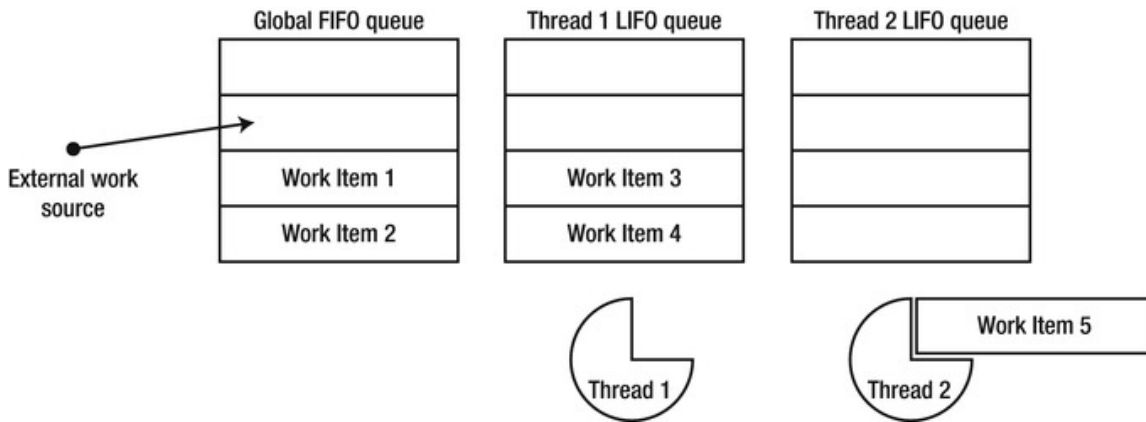 Global FIFO queue
Thread 1 LIFO queue
Thread 2 LIFO queue
External work
source
Work Item 1
Work Item 3
Work Item 2
Work Item 4
Work Item 5
Thread 1
Thread 2